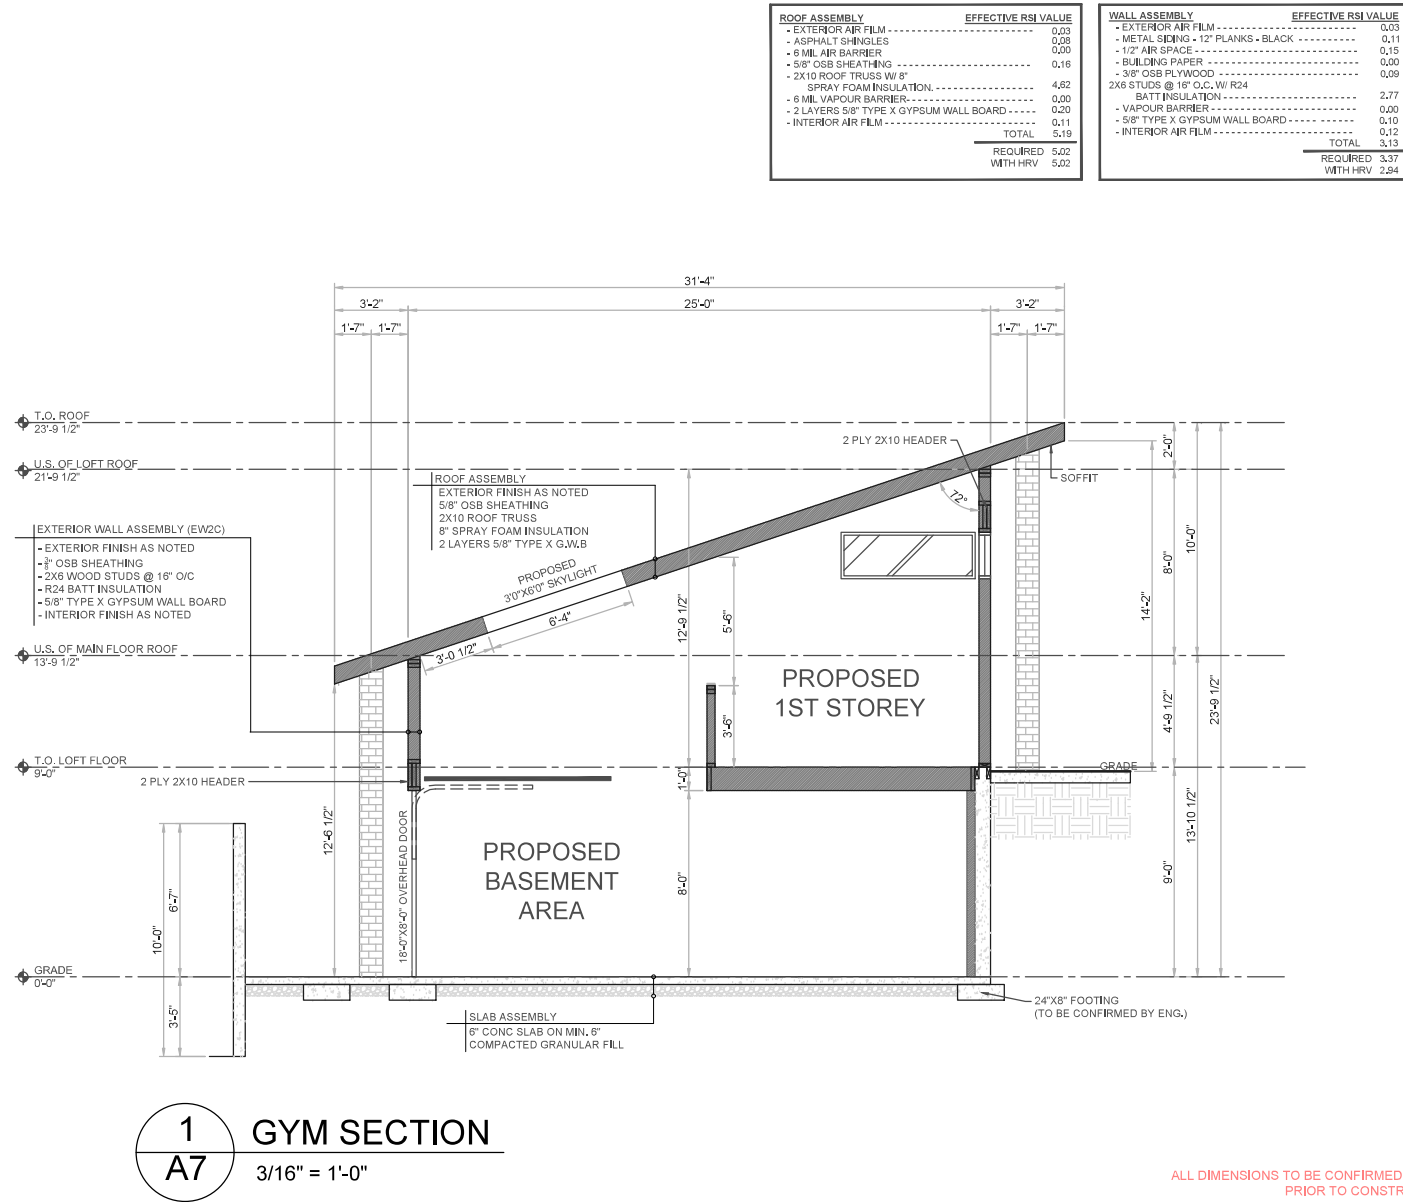 ROOF ASSEMBLY EFFECTIVE RSI VALUE
- EXTERIOR AIR FILM 0.03
- ASPHALT SHINGLES 0.08
- 6 MIL AIR BARRIER 0.00
- 5/8" OSB SHEATHING 0.16
- 2X10 ROOF TRUSS W/ 8"
SPRAY FOAM INSULATION. 4.62
- 6 MIL VAPOUR BARRIER 0.00
- 2 LAYERS 5/8" TYPE X GYPSUM WALL BOARD 0.20
- INTERIOR AIR FILM 0.11
TOTAL 5.19
REQUIRED 5.02
WITH HRV 5.02
WALL ASSEMBLY EFFECTIVE RSI VALUE
- EXTERIOR AIR FILM 0.03
- METAL SIDING - 12" PLANKS - BLACK 0.11
- 1/2" AIR SPACE 0.15
- BUILDING PAPER 0.00
- 3/8" OSB PLYWOOD 0.09
2X6 STUDS @ 16" O.C. W/ R24
BATT INSULATION 2.77
- VAPOUR BARRIER 0.00
- 5/8" TYPE X GYPSUM WALL BOARD 0.10
- INTERIOR AIR FILM 0.12
TOTAL 3.13
REQUIRED 3.37
WITH HRV 2.94
31'-4"
3'-2" 25'-0" 3'-2"
1'-7" 1'-7" 1'-7" 1'-7"
T.O. ROOF
23'-9 1/2"
U.S. OF LOFT ROOF
21'-9 1/2"
2 PLY 2X10 HEADER
SOFFIT
2'-0"
72°
ROOF ASSEMBLY
EXTERIOR FINISH AS NOTED
5/8" OSB SHEATHING
2X10 ROOF TRUSS
8" SPRAY FOAM INSULATION
2 LAYERS 5/8" TYPE X G.W.B
EXTERIOR WALL ASSEMBLY (EW2C)
- EXTERIOR FINISH AS NOTED
- 3/8" OSB SHEATHING
- 2X6 WOOD STUDS @ 16" O/C
- R24 BATT INSULATION
- 5/8" TYPE X GYPSUM WALL BOARD
- INTERIOR FINISH AS NOTED
PROPOSED
3'0"X6'0" SKYLIGHT
6'-4"
3'-0 1/2"
12'-9 1/2"
5'-6"
3'-6"
1'-0"
8'-0"
10'-0"
8'-0"
14'-2"
4'-9 1/2"
23'-9 1/2"
13'-10 1/2"
9'-0"
U.S. OF MAIN FLOOR ROOF
13'-9 1/2"
PROPOSED
1ST STOREY
T.O. LOFT FLOOR
9'-0"
2 PLY 2X10 HEADER
GRADE
12'-6 1/2"
18'-0"X8'-0" OVERHEAD DOOR
PROPOSED
BASEMENT
AREA
10'-0"
6'-7"
3'-5"
GRADE
0'-0"
SLAB ASSEMBLY
6" CONC SLAB ON MIN. 6"
COMPACTED GRANULAR FILL
24"X8" FOOTING
(TO BE CONFIRMED BY ENG.)
1
A7
GYM SECTION
3/16" = 1'-0"
ALL DIMENSIONS TO BE CONFIRMED
PRIOR TO CONSTR